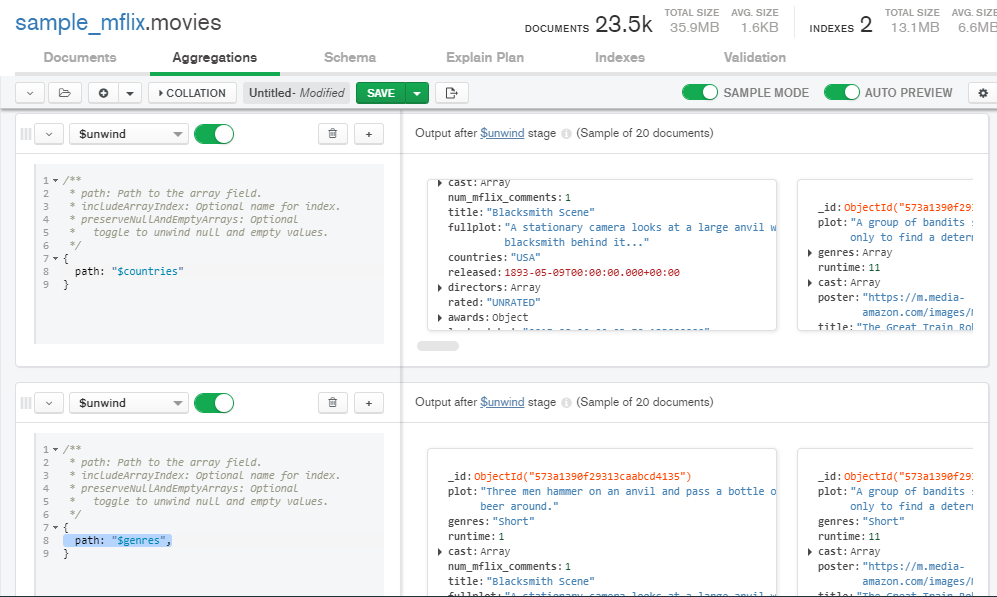 sample_mflix.movies
DOCUMENTS 23.5k
TOTAL SIZE
35.9MB
AVG. SIZE
1.6KB
INDEXES 2
TOTAL SIZE
13.1MB
AVG. SIZE
6.6MB
Documents
Aggregations
Schema
Explain Plan
Indexes
Validation
COLLATION
Untitled- Modified
SAVE
SAMPLE MODE
AUTO PREVIEW
$unwind
Output after $unwind stage (Sample of 20 documents)
1 /**
2 * path: Path to the array field.
3 * includeArrayIndex: Optional name for index.
4 * preserveNullAndEmptyArrays: Optional
5 *   toggle to unwind null and empty values.
6 */
7 {
8   path: "$countries"
9 }
cast: Array
num_mflix_comments: 1
title: "Blacksmith Scene"
fullplot: "A stationary camera looks at a large anvil w
blacksmith behind it..."
countries: "USA"
released: 1893-05-09T00:00:00.000+00:00
directors: Array
rated: "UNRATED"
awards: Object
_id: ObjectId("573a1390f29
plot: "A group of bandits
only to find a deter
genres: Array
runtime: 11
cast: Array
poster: "https://m.media-
amazon.com/images/
title: "The Great Train Ro
$unwind
Output after $unwind stage (Sample of 20 documents)
1 /**
2 * path: Path to the array field.
3 * includeArrayIndex: Optional name for index.
4 * preserveNullAndEmptyArrays: Optional
5 *   toggle to unwind null and empty values.
6 */
7 {
8   path: "$genres",
9 }
_id: ObjectId("573a1390f29313caabcd4135")
plot: "Three men hammer on an anvil and pass a bottle o
beer around."
genres: "Short"
runtime: 1
cast: Array
num_mflix_comments: 1
title: "Blacksmith Scene"
fullplot: "A stationary camera looks at a large anvil w
_id: ObjectId("573a1390f29
plot: "A group of bandits
only to find a deter
genres: "Short"
runtime: 11
cast: Array
poster: "https://m.media-
amazon.com/images/
title: "The Great Train Ro